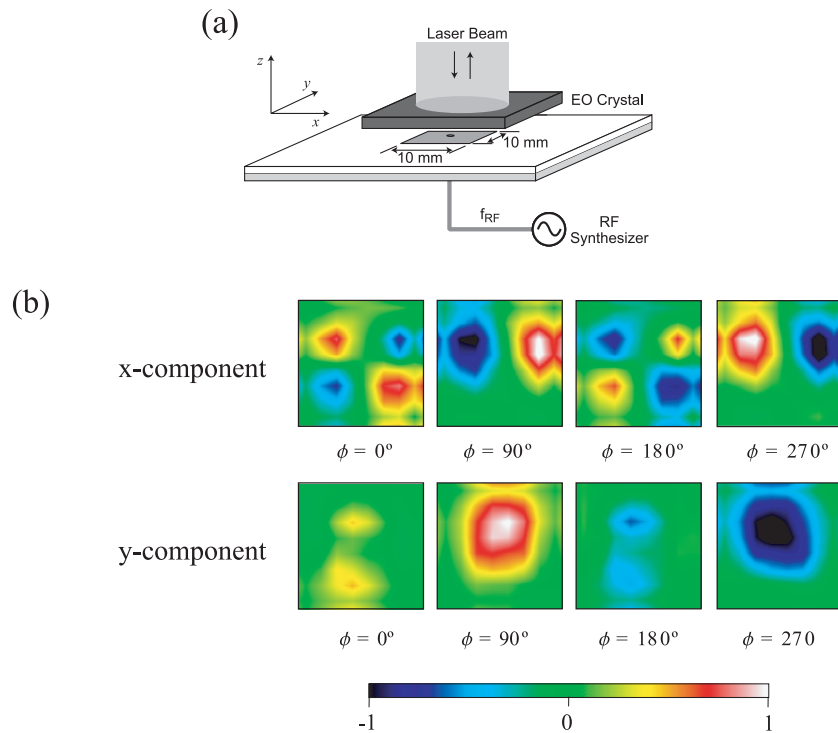 (a)
Laser Beam
z
y
x
EO Crystal
10 mm
10 mm
fRF
RF
Synthesizer
(b)
x-component
ϕ = 0º
ϕ = 90º
ϕ = 180º
ϕ = 270º
y-component
ϕ = 0º
ϕ = 90º
ϕ = 180º
ϕ = 270
-1
0
1